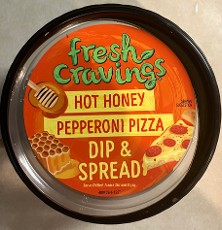 fresh
cravings
HOT HONEY
PEPPERONI PIZZA
DIP &
SPREAD